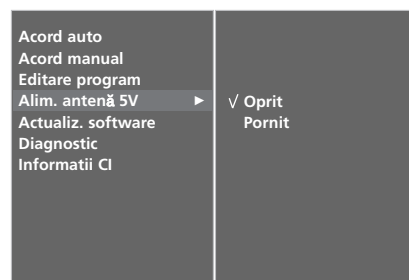 Acord auto
Acord manual
Editare program
Alim. antenă 5V ►
Actualiz. software
Diagnostic
Informatii CI
√ Oprit
Pornit